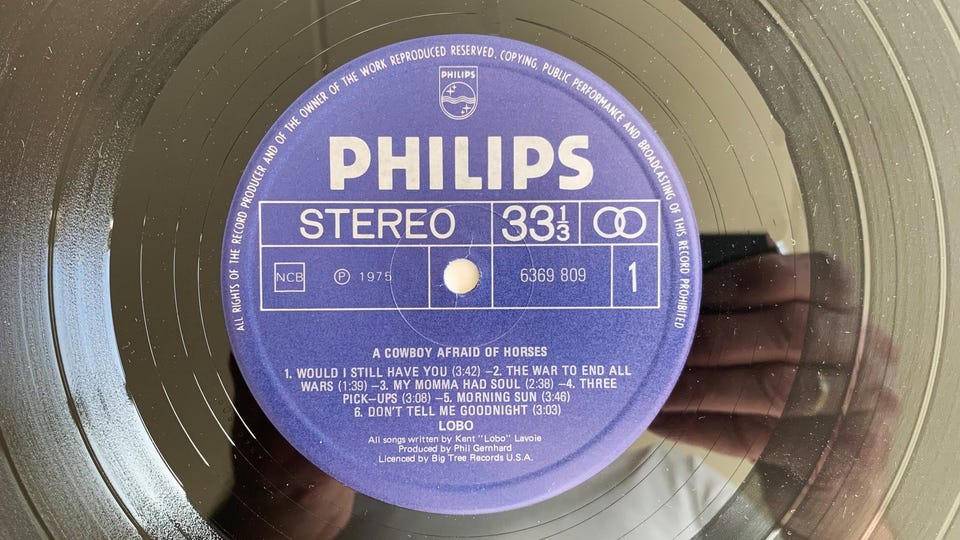 ALL RIGHTS OF THE RECORD PRODUCER AND OF THE OWNER OF THE WORK REPRODUCED RESERVED. COPYING, PUBLIC PERFORMANCE AND BROADCASTING OF THIS RECORD PROHIBITED
PHILIPS
PHILIPS
STEREO 33⅓
NCB ℗ 1975 6369 809 1
A COWBOY AFRAID OF HORSES
1. WOULD I STILL HAVE YOU (3:42) –2. THE WAR TO END ALL
WARS (1:39) –3. MY MOMMA HAD SOUL (2:38) –4. THREE
PICK–UPS (3:08) –5. MORNING SUN (3:46)
6. DON'T TELL ME GOODNIGHT (3:03)
LOBO
All songs written by Kent "Lobo" Lavoie
Produced by Phil Gernhard
Licenced by Big Tree Records U.S.A.